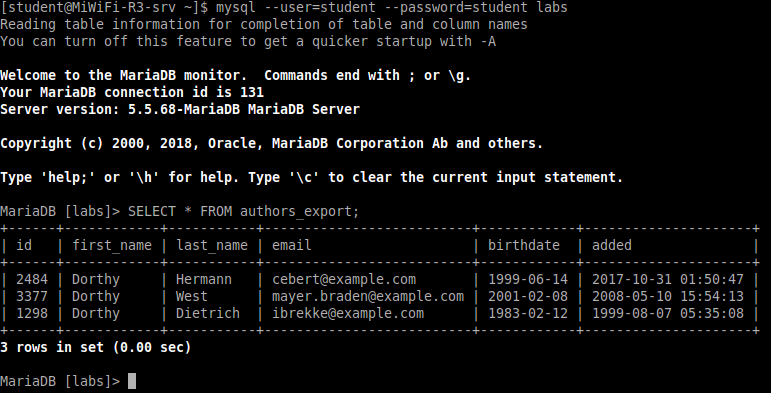 [student@MiWiFi-R3-srv ~]$ mysql --user=student --password=student labs
Reading table information for completion of table and column names
You can turn off this feature to get a quicker startup with -A

Welcome to the MariaDB monitor.  Commands end with ; or \g.
Your MariaDB connection id is 131
Server version: 5.5.68-MariaDB MariaDB Server

Copyright (c) 2000, 2018, Oracle, MariaDB Corporation Ab and others.

Type 'help;' or '\h' for help. Type '\c' to clear the current input statement.

MariaDB [labs]> SELECT * FROM authors_export;
+------+------------+-----------+-------------------------+------------+---------------------+
| id   | first_name | last_name | email                   | birthdate  | added               |
+------+------------+-----------+-------------------------+------------+---------------------+
| 2484 | Dorthy     | Hermann   | cebert@example.com      | 1999-06-14 | 2017-10-31 01:50:47 |
| 3377 | Dorthy     | West      | mayer.braden@example.com | 2001-02-08 | 2008-05-10 15:54:13 |
| 1298 | Dorthy     | Dietrich  | ibrekke@example.com     | 1983-02-12 | 1999-08-07 05:35:08 |
+------+------------+-----------+-------------------------+------------+---------------------+
3 rows in set (0.00 sec)

MariaDB [labs]>